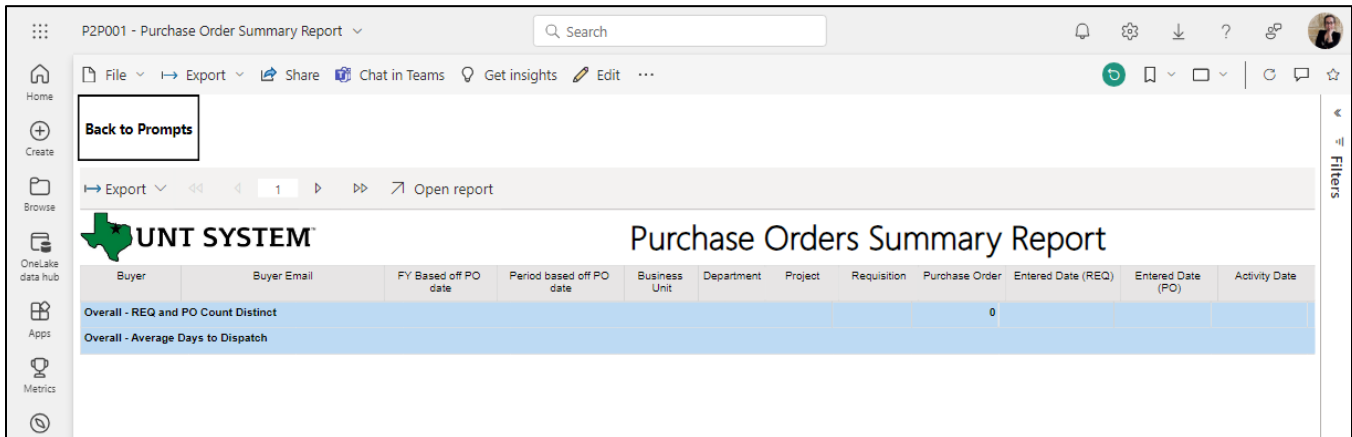 P2P001 - Purchase Order Summary Report
Search
?
Home
File
Export
Share
Chat in Teams
Get insights
Edit
...
Create
Back to Prompts
Filters
Browse
Export
1
Open report
OneLake
data hub
UNT SYSTEM
Purchase Orders Summary Report
Buyer
Buyer Email
FY Based off PO
date
Period based off PO
date
Business
Unit
Department
Project
Requisition
Purchase Order
Entered Date (REQ)
Entered Date
(PO)
Activity Date
Apps
Overall - REQ and PO Count Distinct 0
Overall - Average Days to Dispatch
Metrics